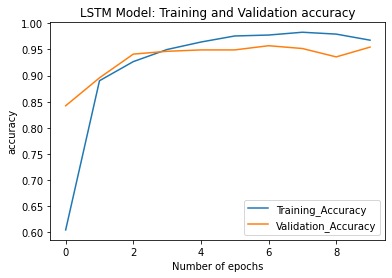 LSTM Model: Training and Validation accuracy
1.00
0.95
0.90
0.85
0.80
0.75
0.70
0.65
0.60
accuracy
0 2 4 6 8
Number of epochs
Training_Accuracy
Validation_Accuracy